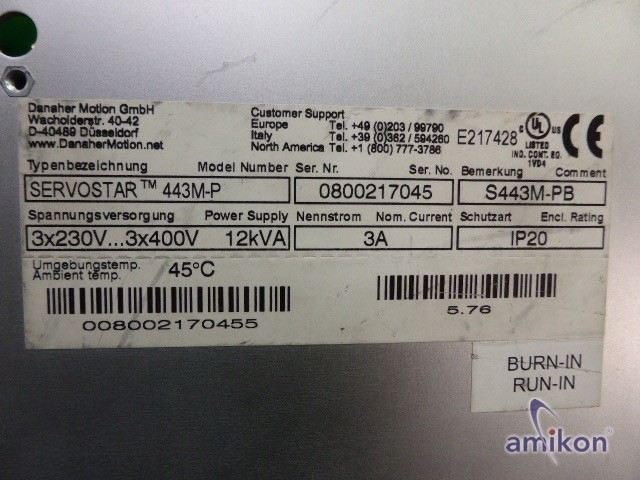 Danaher Motion GmbH
Wacholderstr. 40-42
D-40489 Düsseldorf
www.DanaherMotion.net
Customer Support
Europe Tel. +49 (0)203 / 99790
Italy Tel. +39 (0)362 / 594260
North America Tel. +1 (800) 777-3786
E217428
C UL US
LISTED
IND. CONT. EQ.
1VD4
CE
Typenbezeichnung Model Number Ser. Nr. Ser. No. Bemerkung Comment
SERVOSTAR™ 443M-P 0800217045 S443M-PB
Spannungsversorgung Power Supply Nennstrom Nom. Current Schutzart Encl. Rating
3x230V...3x400V 12kVA 3A IP20
Umgebungstemp.
Ambient temp. 45°C
008002170455
5.76
BURN-IN
RUN-IN
amikon